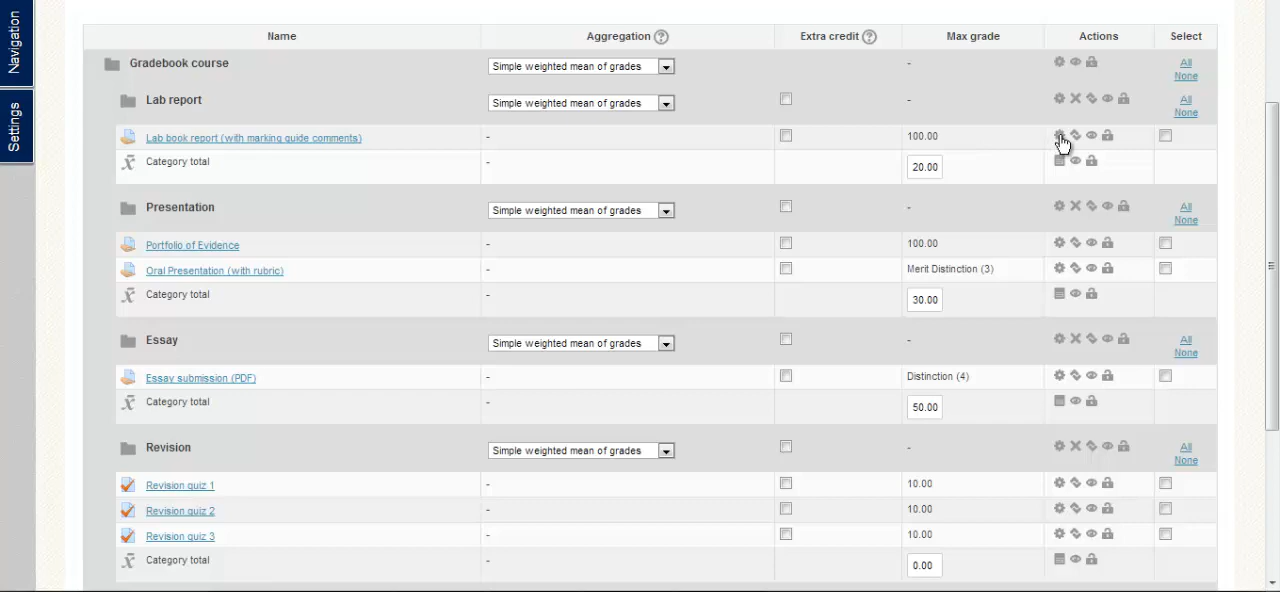 Navigation
Settings
Name Aggregation ? Extra credit ? Max grade Actions Select
Gradebook course Simple weighted mean of grades - All
None
Lab report Simple weighted mean of grades - All
None
Lab book report (with marking guide comments) - 100.00
x̄ Category total - 20.00
Presentation Simple weighted mean of grades - All
None
Portfolio of Evidence - 100.00
Oral Presentation (with rubric) - Merit Distinction (3)
x̄ Category total - 30.00
Essay Simple weighted mean of grades - All
None
Essay submission (PDF) - Distinction (4)
x̄ Category total - 50.00
Revision Simple weighted mean of grades - All
None
Revision quiz 1 - 10.00
Revision quiz 2 - 10.00
Revision quiz 3 - 10.00
x̄ Category total - 0.00